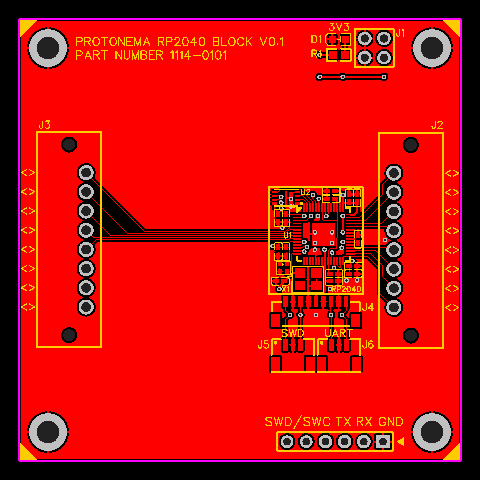 PROTONEMA RP2040 BLOCK V0.1
PART NUMBER 1114-0101
3V3
D1
R1
J1
J3
J2
U2
U1
X1
RP2040
J4
SWD UART
J5
J6
SWD/SWC TX RX GND